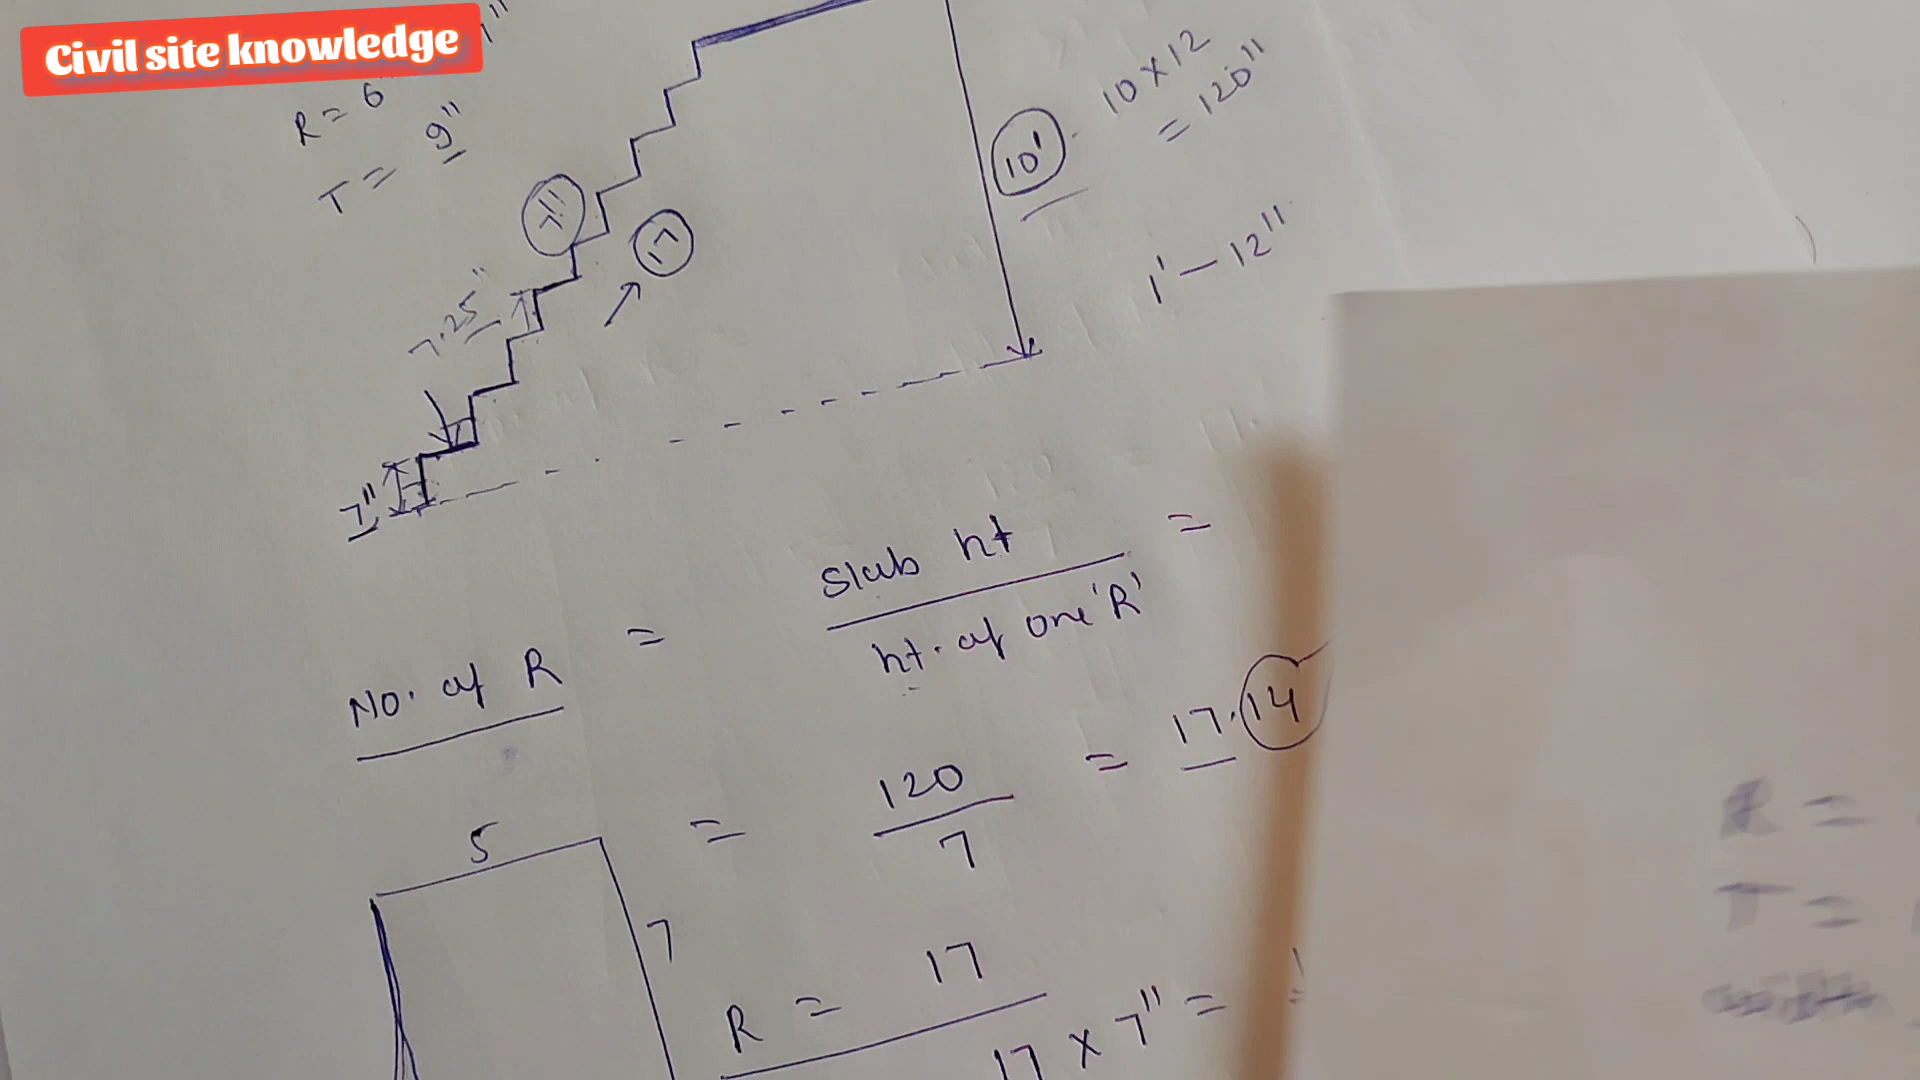 Civil site knowledge
R = 6"
T = 9"
10'
10 x 12
= 120"
1' - 12"
7"
17
7.25"
7"
No. of R = Slab ht =
ht. of one 'R'
= 120 = 17.14
7
5
7
R = 17
17 x 7" =
R =
T =